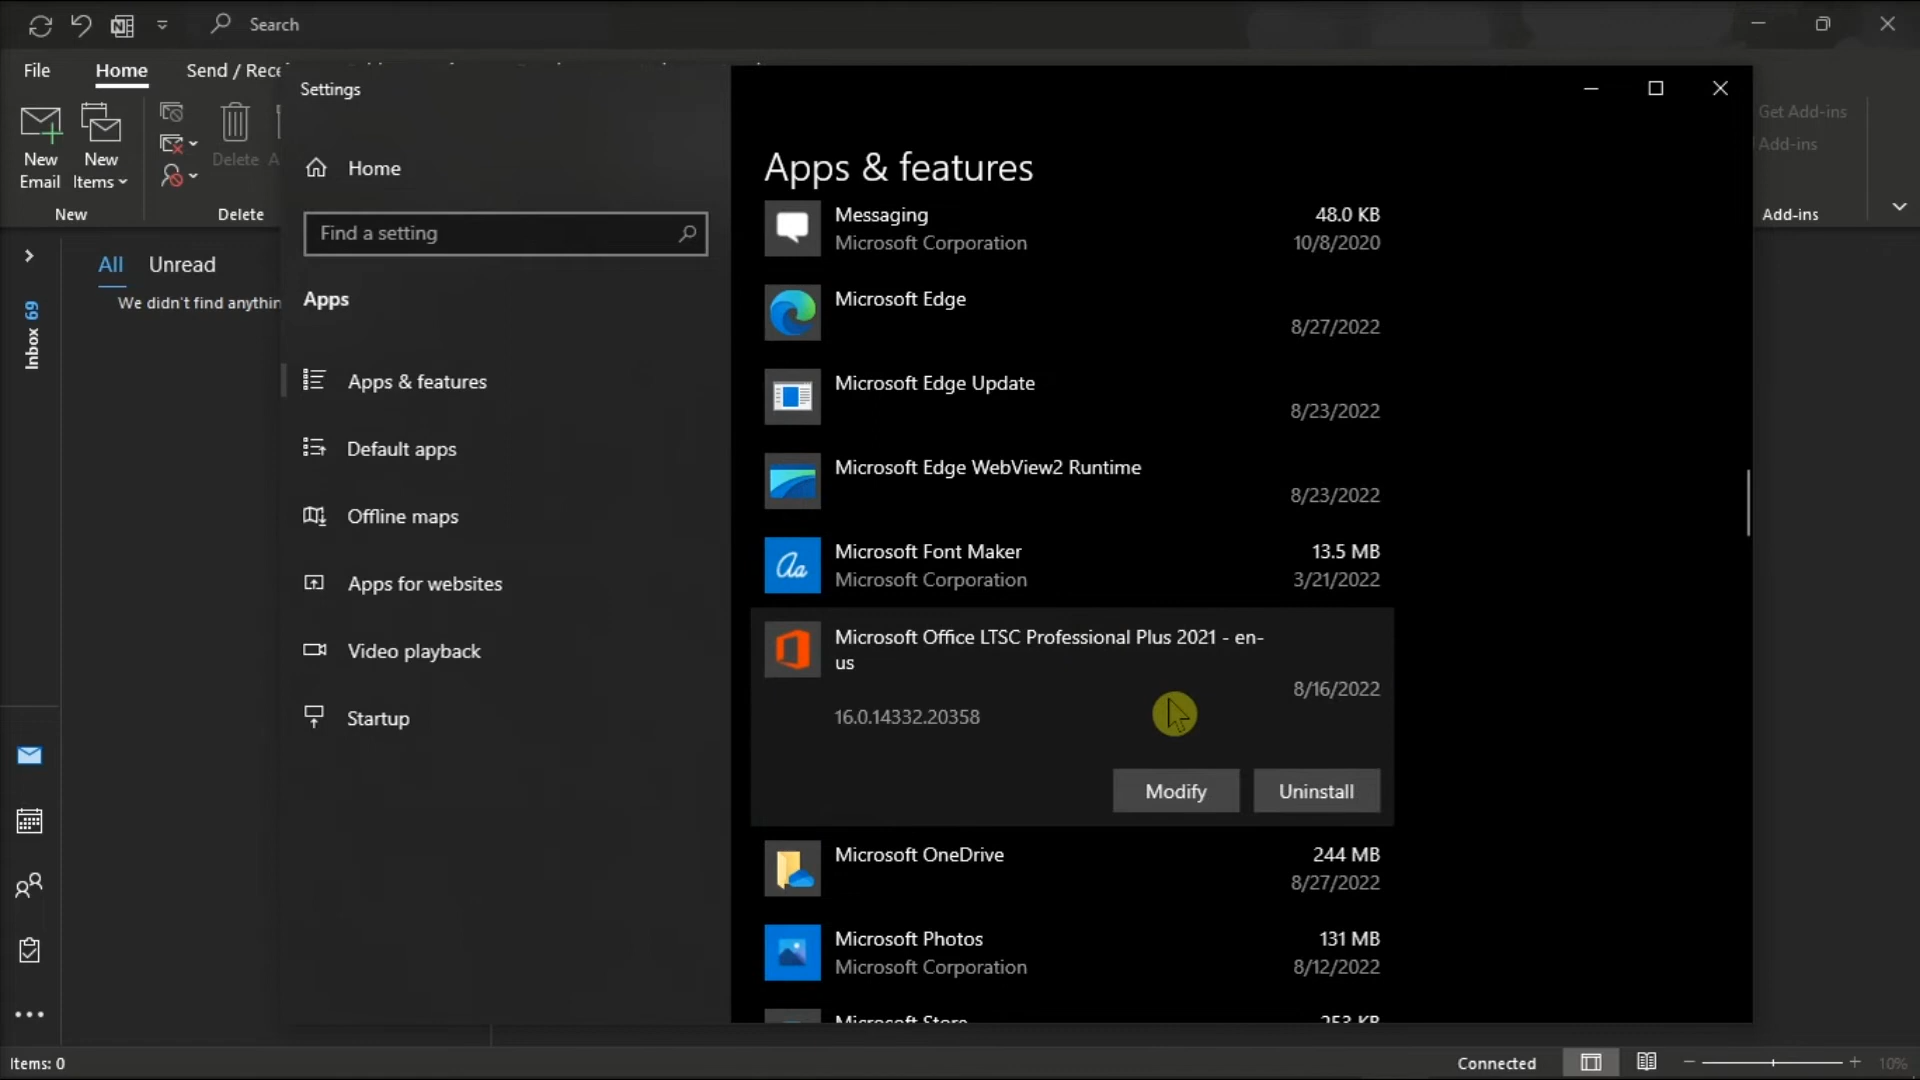 Search
File
Home
Send / Rece
New
Email
New
Items
Delete
New
Delete
Get Add-ins
Add-ins
Add-ins
All
Unread
We didn't find anythin
Inbox 69
Settings
Home
Find a setting
Apps
Apps & features
Default apps
Offline maps
Apps for websites
Video playback
Startup
Apps & features
Messaging
48.0 KB
Microsoft Corporation
10/8/2020
Microsoft Edge
8/27/2022
Microsoft Edge Update
8/23/2022
Microsoft Edge WebView2 Runtime
8/23/2022
Aa
Microsoft Font Maker
13.5 MB
Microsoft Corporation
3/21/2022
Microsoft Office LTSC Professional Plus 2021 - en-
us
8/16/2022
16.0.14332.20358
Modify
Uninstall
Microsoft OneDrive
244 MB
8/27/2022
Microsoft Photos
131 MB
Microsoft Corporation
8/12/2022
Microsoft Store
253 KB
Items: 0
Connected
10%